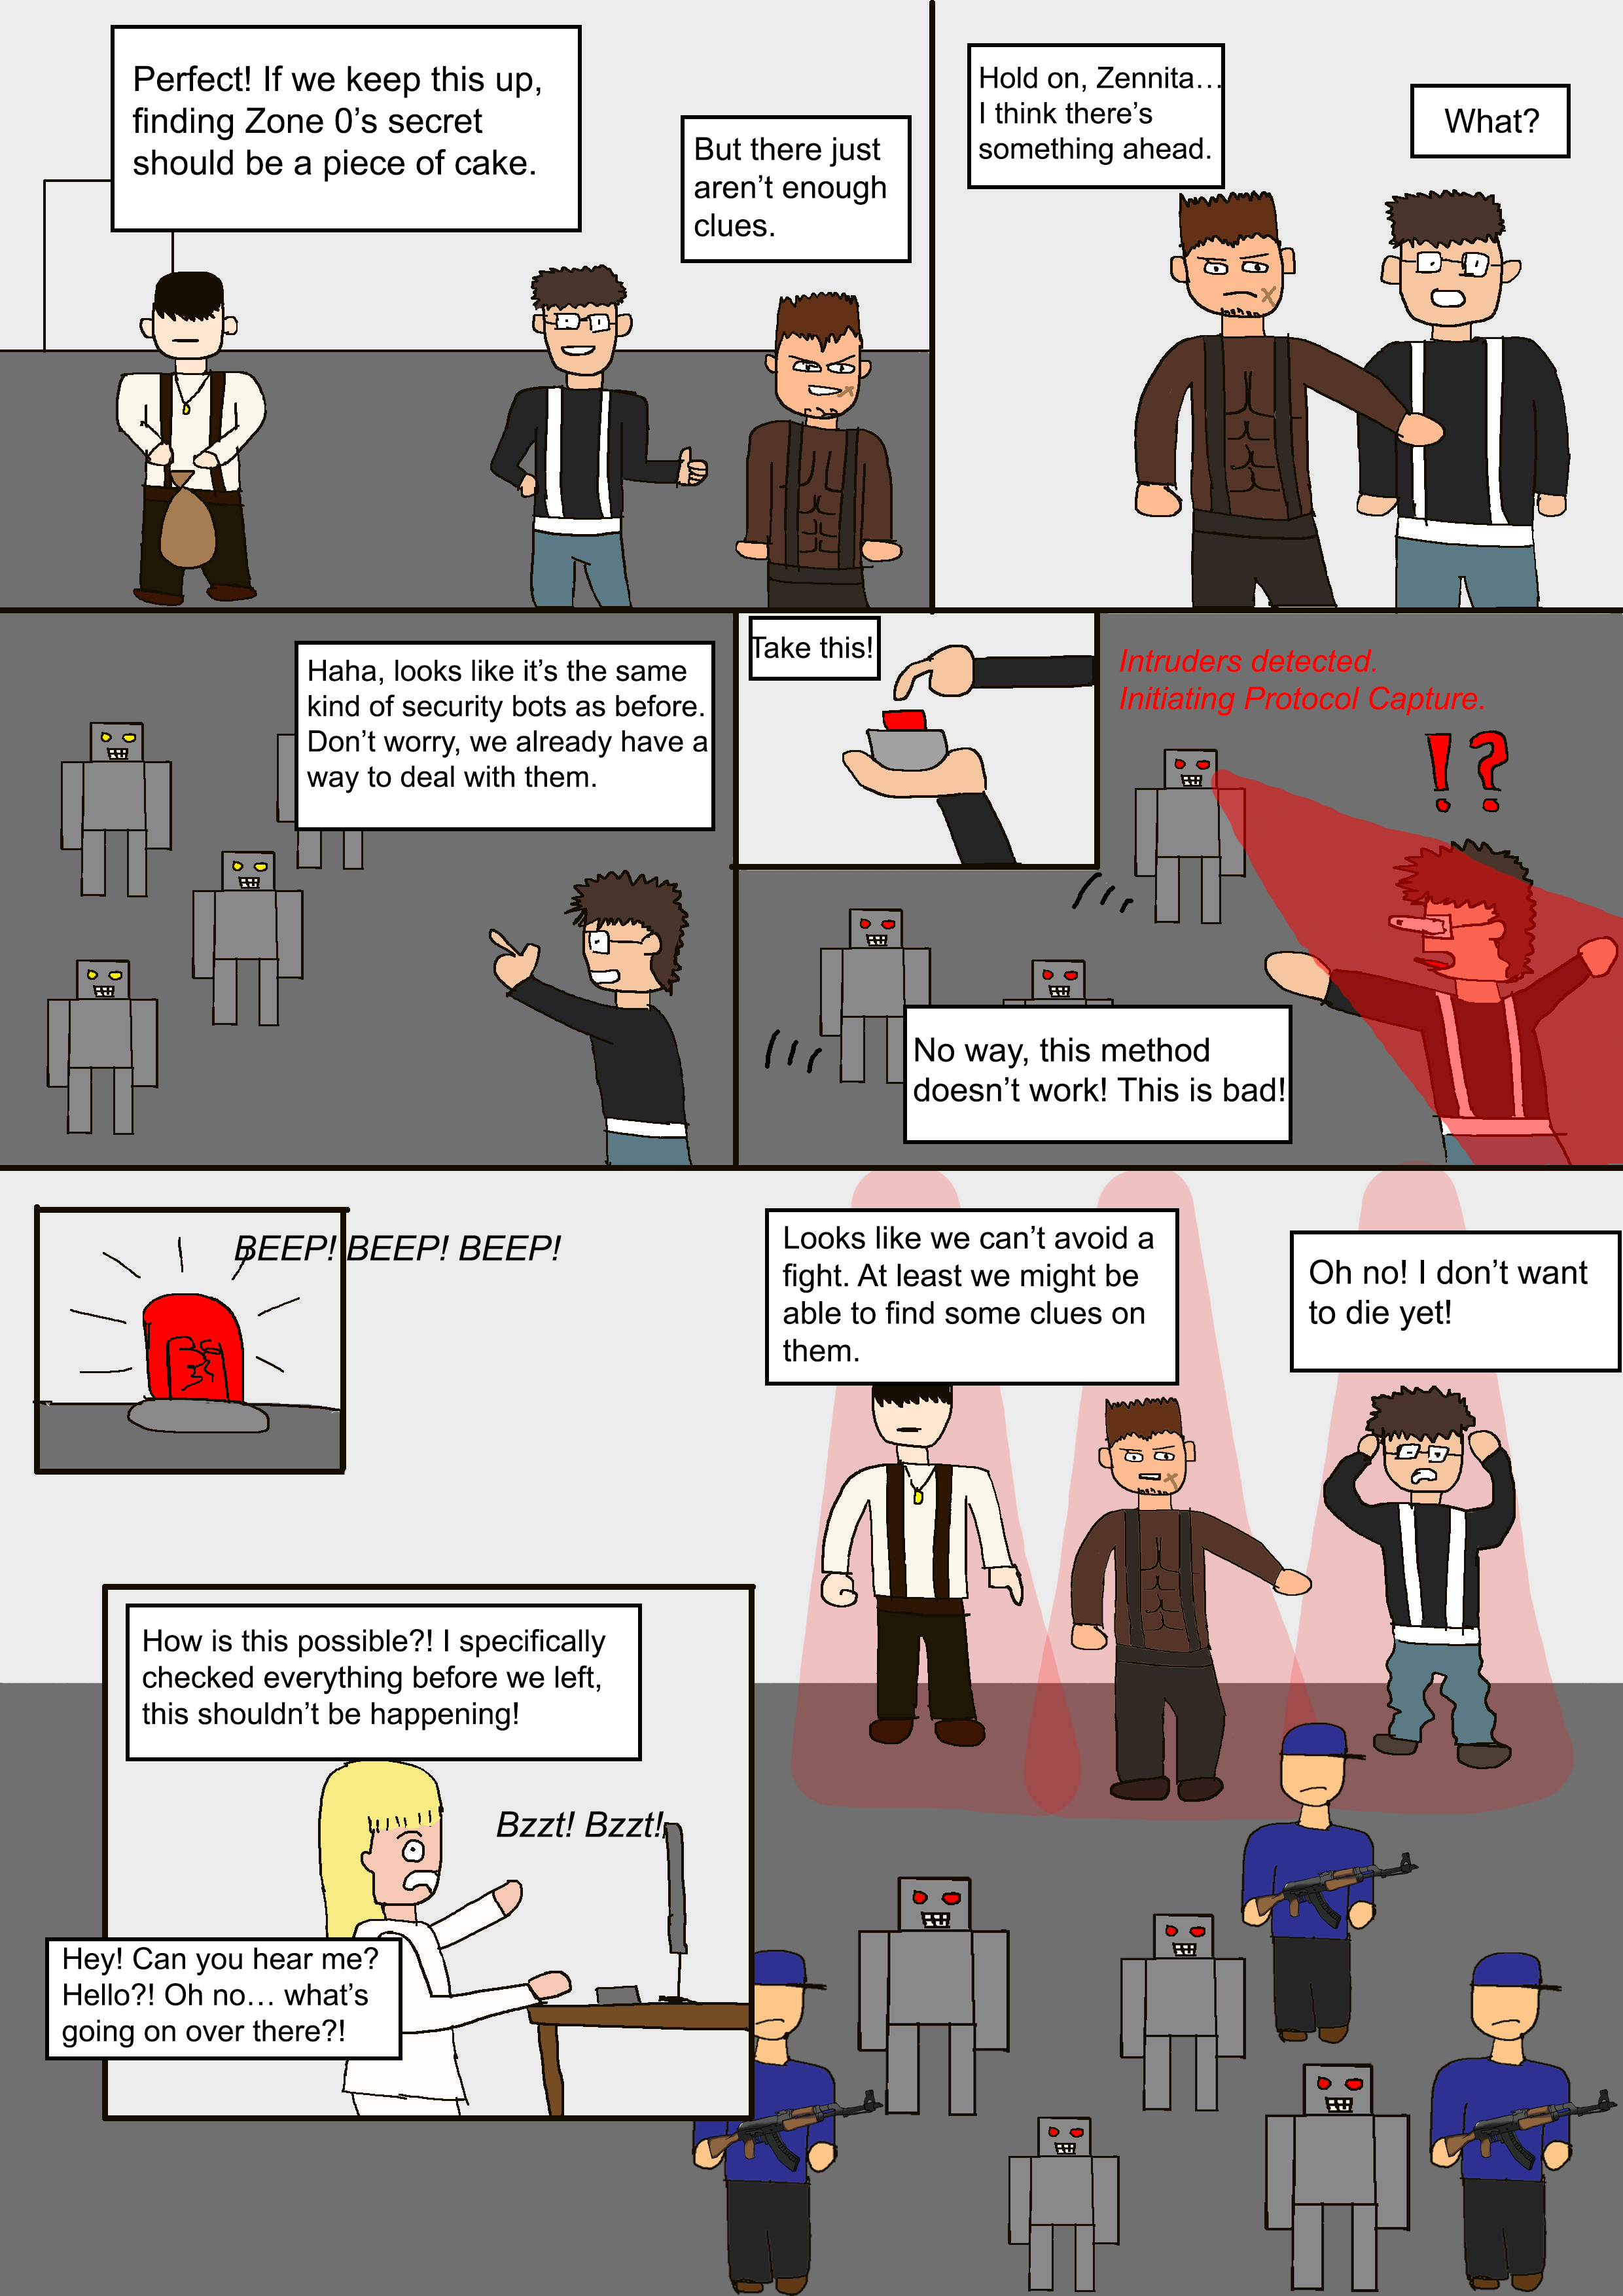 Perfect! If we keep this up,
finding Zone 0’s secret
should be a piece of cake.
But there just
aren’t enough
clues.
Hold on, Zennita…
I think there’s
something ahead.
What?
Haha, looks like it’s the same
kind of security bots as before.
Don’t worry, we already have a
way to deal with them.
Take this!
Intruders detected.
Initiating Protocol Capture.
!?
No way, this method
doesn’t work! This is bad!
BEEP! BEEP! BEEP!
Looks like we can’t avoid a
fight. At least we might be
able to find some clues on
them.
Oh no! I don’t want
to die yet!
How is this possible?! I specifically
checked everything before we left,
this shouldn’t be happening!
Bzzt! Bzzt!
Hey! Can you hear me?
Hello?! Oh no… what’s
going on over there?!